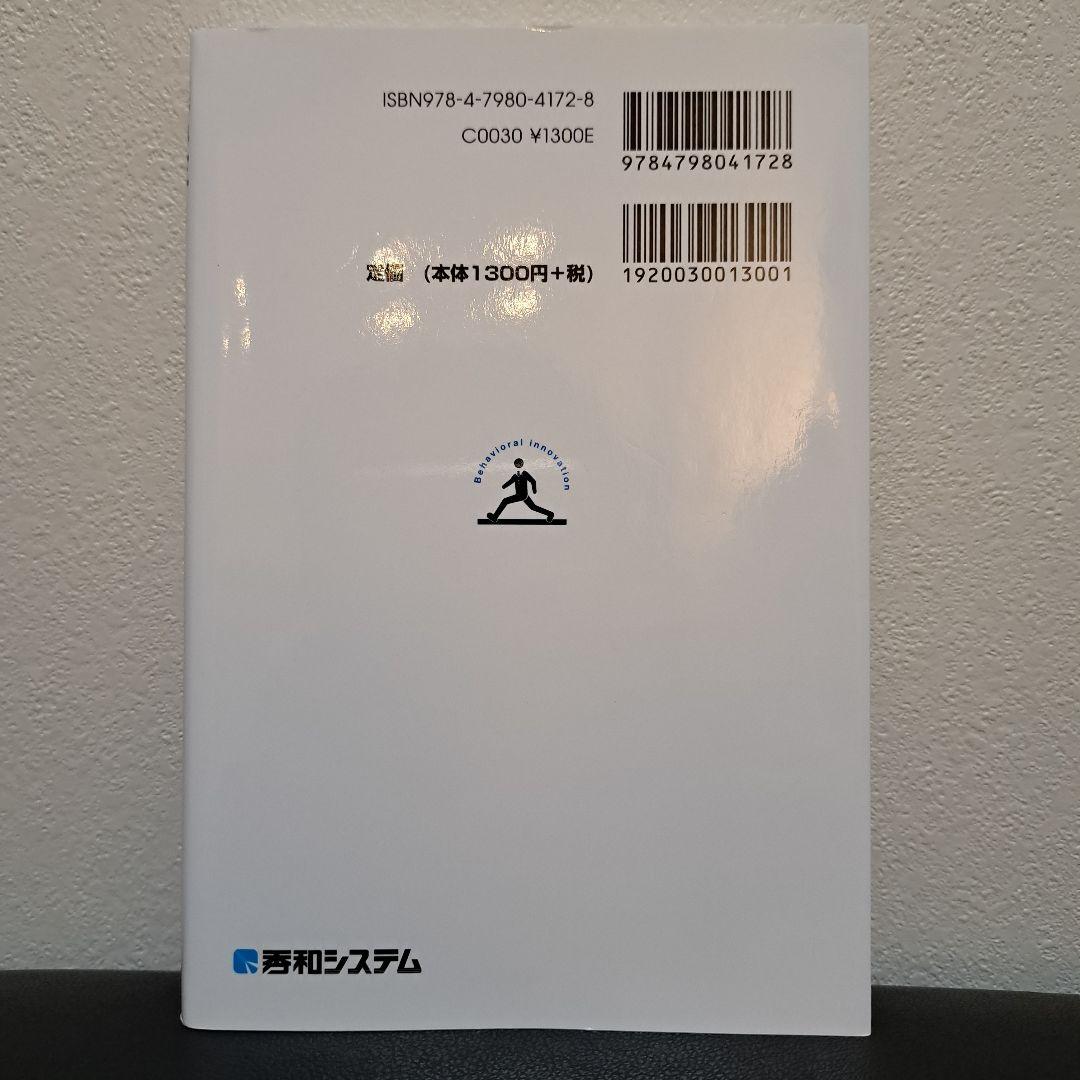 ISBN978-4-7980-4172-8
C0030 ¥1300E
9784798041728
定価 （本体1300円＋税）
1920030013001
Behavioral innovation
秀和システム